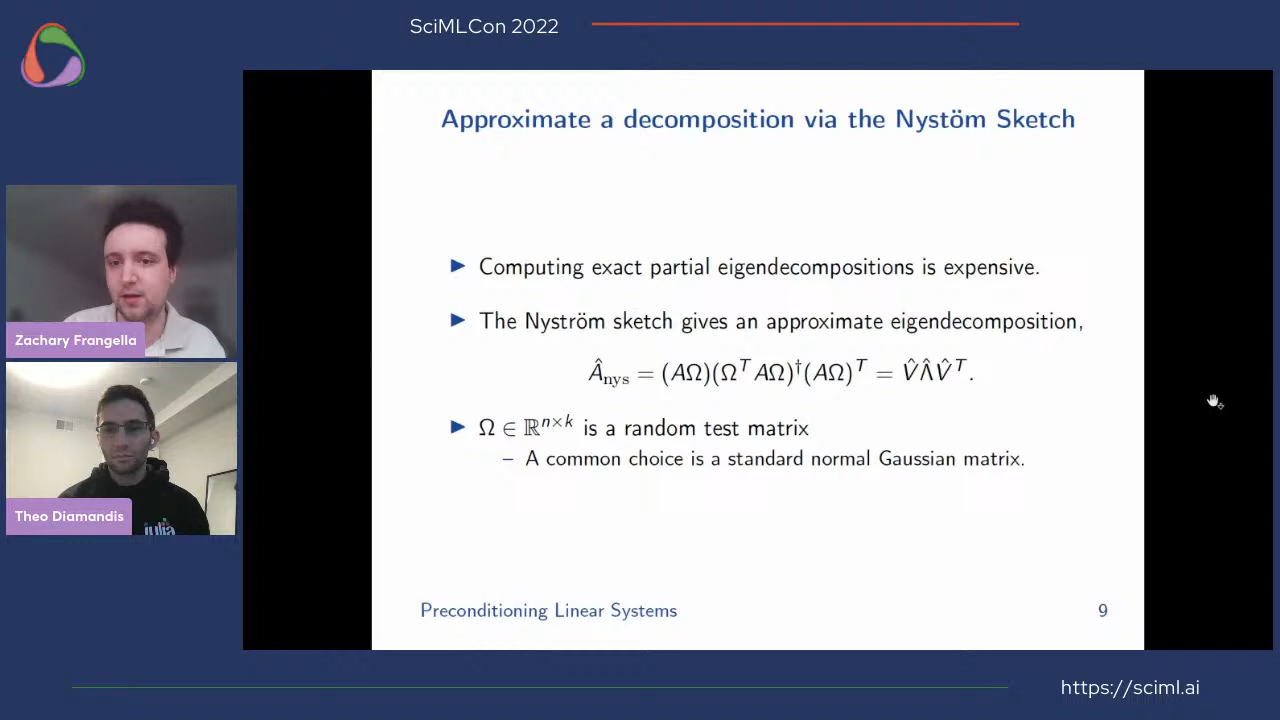 SciMLCon 2022
Approximate a decomposition via the Nystöm Sketch
▶ Computing exact partial eigendecompositions is expensive.
▶ The Nyström sketch gives an approximate eigendecomposition,
Â_nys = (AΩ)(Ω^T AΩ)^†(AΩ)^T = V̂Λ̂V̂^T.
▶ Ω ∈ ℝ^{n×k} is a random test matrix
– A common choice is a standard normal Gaussian matrix.
Preconditioning Linear Systems 9
Zachary Frangella
Theo Diamandis
julia
https://sciml.ai